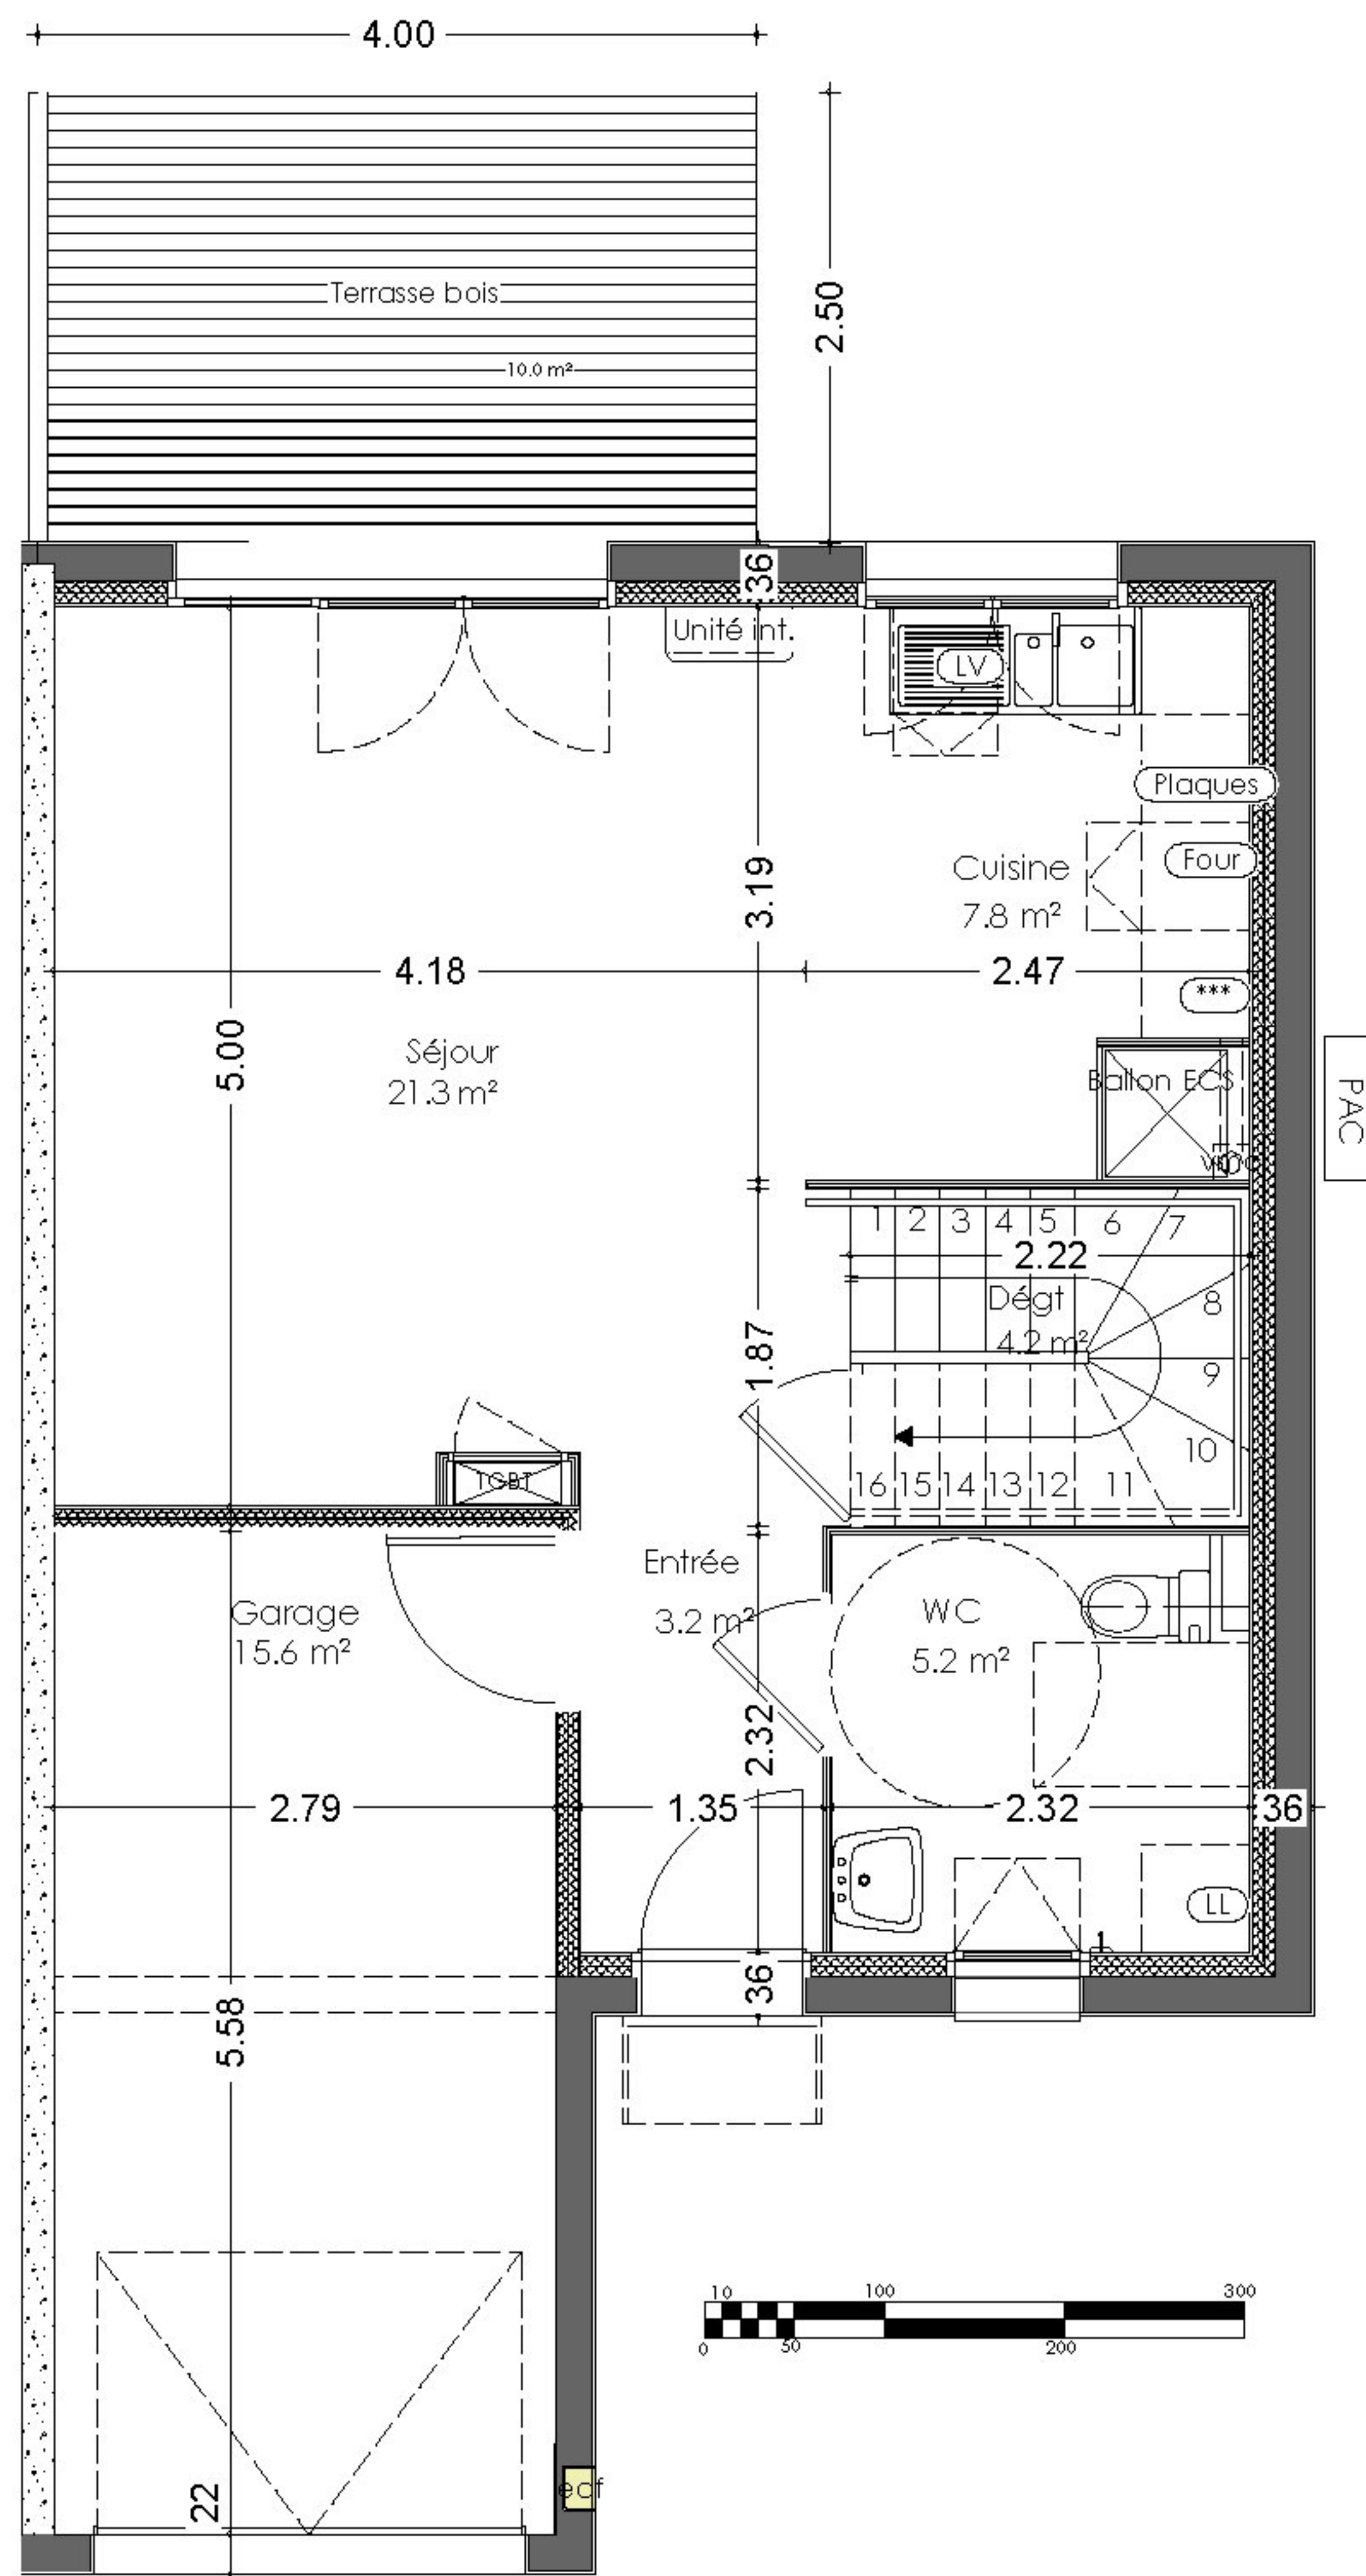 4.00
Terrasse bois
2.50
10.0 m²
36
Unité int.
LV
Plaques
Four
Cuisine
7.8 m²
3.19
4.18
2.47
***
5.00
Séjour
21.3 m²
Ballon ECS
PAC
1 2 3 4 5 6 7
2.22
Dégt
4.2 m²
8
1.87
9
10
TGBT
16 15 14 13 12 11
Entrée
3.2 m²
Garage
15.6 m²
WC
5.2 m²
2.32
2.79
1.35
2.32
36
LL
1
36
5.58
10 100 300
0 50 200
22
edf